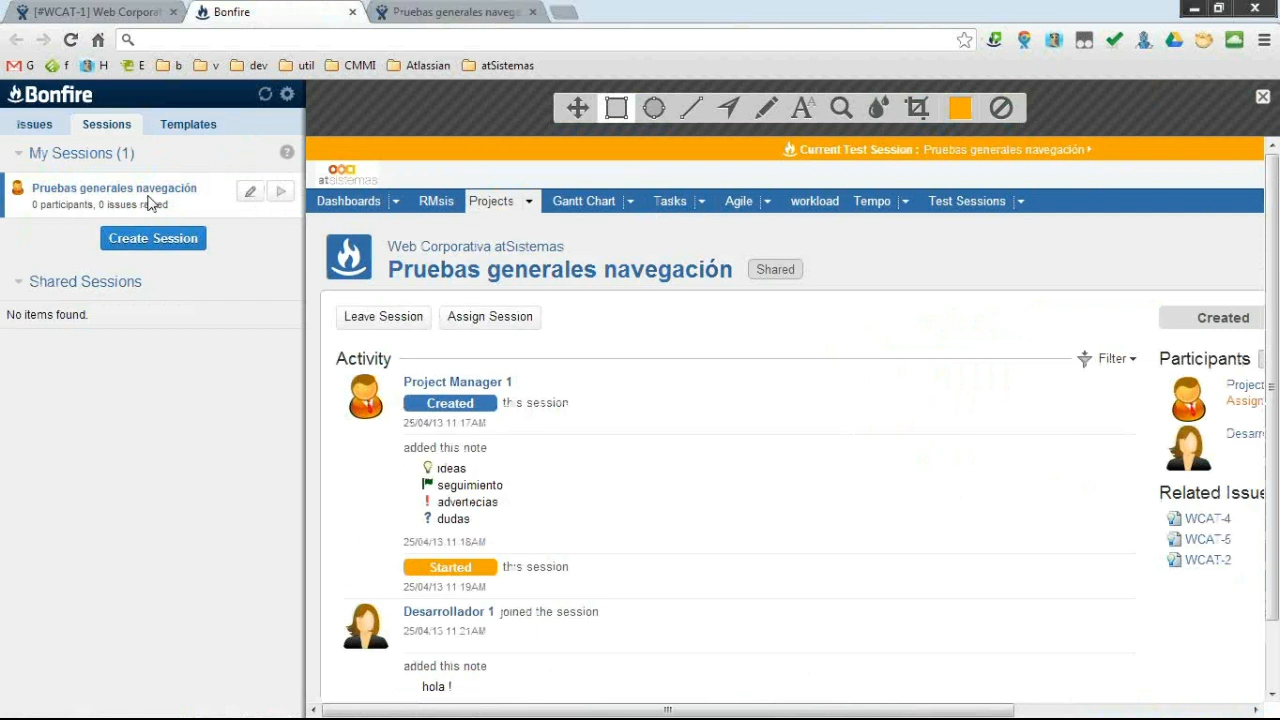 [#WCAT-1] Web Corporat
Bonfire
Pruebas generales naveg
G
f
H
E
b
v
dev
util
CMMI
Atlassian
atSistemas
Bonfire
Issues
Sessions
Templates
My Sessions (1)
Pruebas generales navegación
0 participants, 0 issues raised
Create Session
Shared Sessions
No items found.
Current Test Session : Pruebas generales navegación
atsistemas
Dashboards
RMsis
Projects
Gantt Chart
Tasks
Agile
workload
Tempo
Test Sessions
Web Corporativa atSistemas
Pruebas generales navegación
Shared
Leave Session
Assign Session
Created
Activity
Filter
Participants
Project Manager 1
Created this session
25/04/13 11:17AM
Project
Assign
Desarr
added this note
ideas
seguimiento
advertecias
dudas
25/04/13 11:18AM
Related Issue
WCAT-4
WCAT-5
WCAT-2
Started this session
25/04/13 11:19AM
Desarrollador 1 joined the session
25/04/13 11:21AM
added this note
hola !